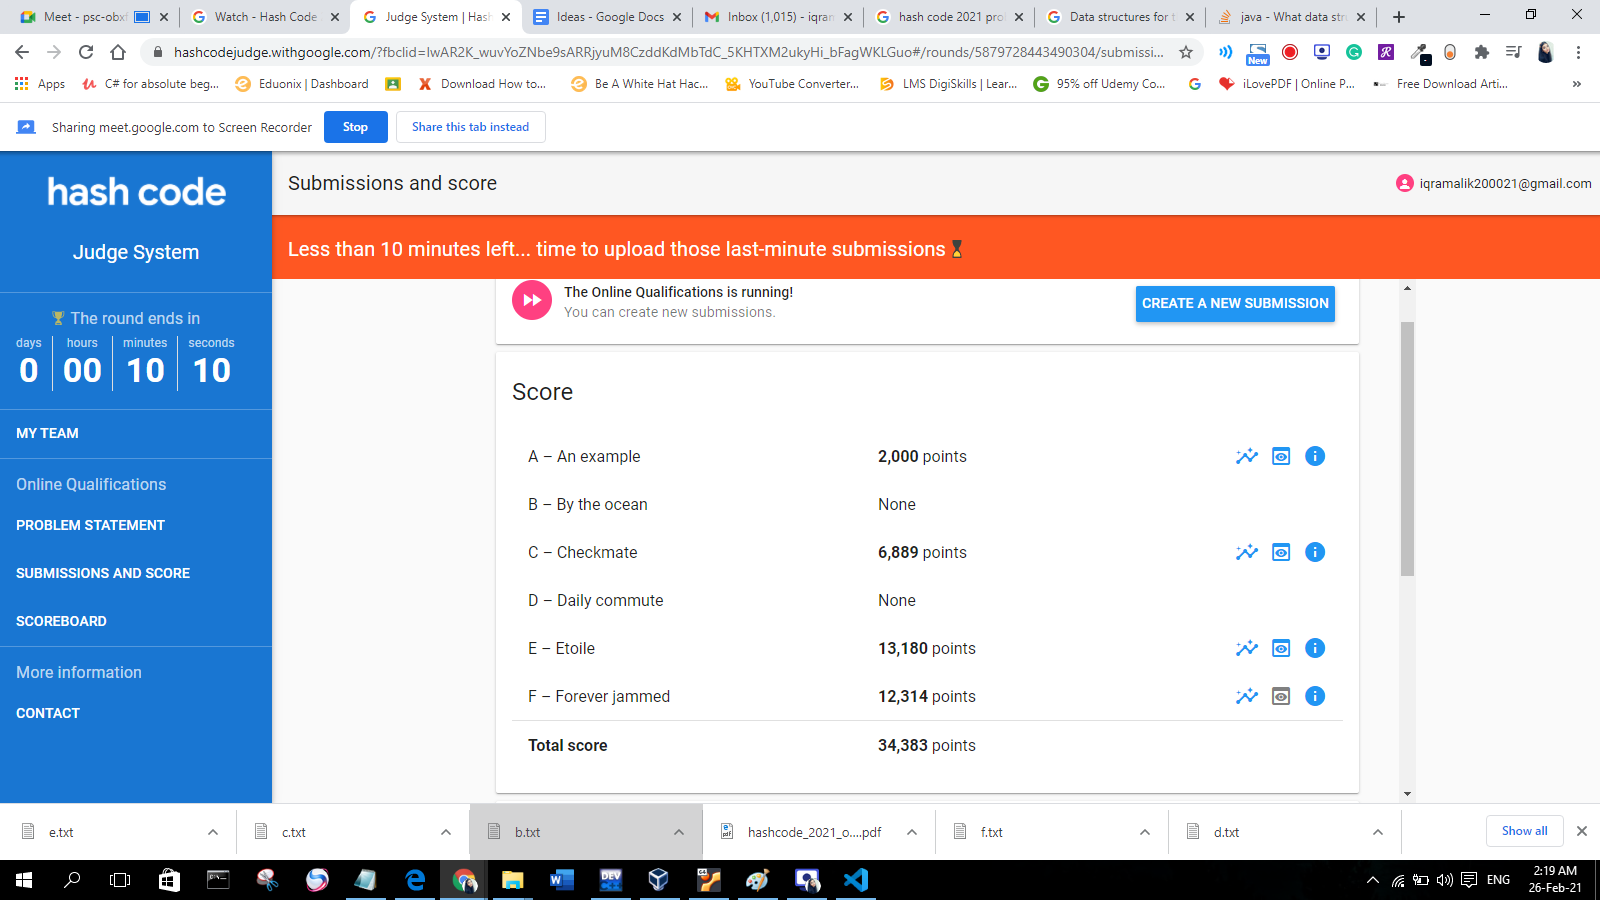 Meet - psc-obxf
Watch - Hash Code
Judge System | Hash
Ideas - Google Docs
Inbox (1,015) - iqram
hash code 2021 pro
Data structures for t
java - What data str
hashcodejudge.withgoogle.com/?fbclid=IwAR2K_wuvYoZNbe9sARRjyuM8CzddKdMbTdC_5KHTXM2ukyHi_bFagWKLGuo#/rounds/5879728443490304/submissi...
New
Apps
C# for absolute beg...
Eduonix | Dashboard
Download How to...
Be A White Hat Hac...
YouTube Converter...
LMS DigiSkills | Lear...
95% off Udemy Co...
iLovePDF | Online P...
Free Download Arti...
Sharing meet.google.com to Screen Recorder
Stop
Share this tab instead
hash code
Judge System
Submissions and score
iqramalik200021@gmail.com
Less than 10 minutes left... time to upload those last-minute submissions
The round ends in
days hours minutes seconds
0 00 10 10
MY TEAM
Online Qualifications
PROBLEM STATEMENT
SUBMISSIONS AND SCORE
SCOREBOARD
More information
CONTACT
The Online Qualifications is running!
You can create new submissions.
CREATE A NEW SUBMISSION
Score
A – An example 2,000 points
B – By the ocean None
C – Checkmate 6,889 points
D – Daily commute None
E – Etoile 13,180 points
F – Forever jammed 12,314 points
Total score 34,383 points
e.txt
c.txt
b.txt
hashcode_2021_o....pdf
f.txt
d.txt
Show all
DEV
ENG
2:19 AM
26-Feb-21